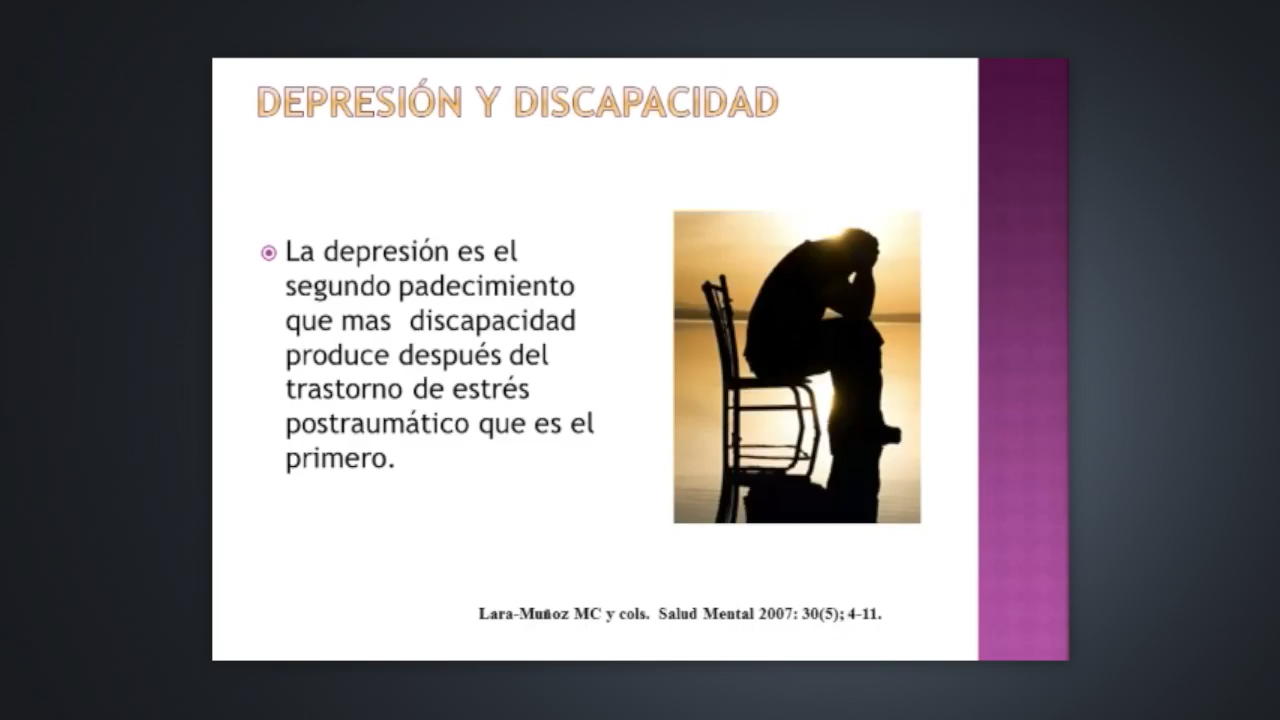 DEPRESIÓN Y DISCAPACIDAD
La depresión es el
segundo padecimiento
que mas discapacidad
produce después del
trastorno de estrés
postraumático que es el
primero.
Lara-Muñoz MC y cols. Salud Mental 2007: 30(5); 4-11.